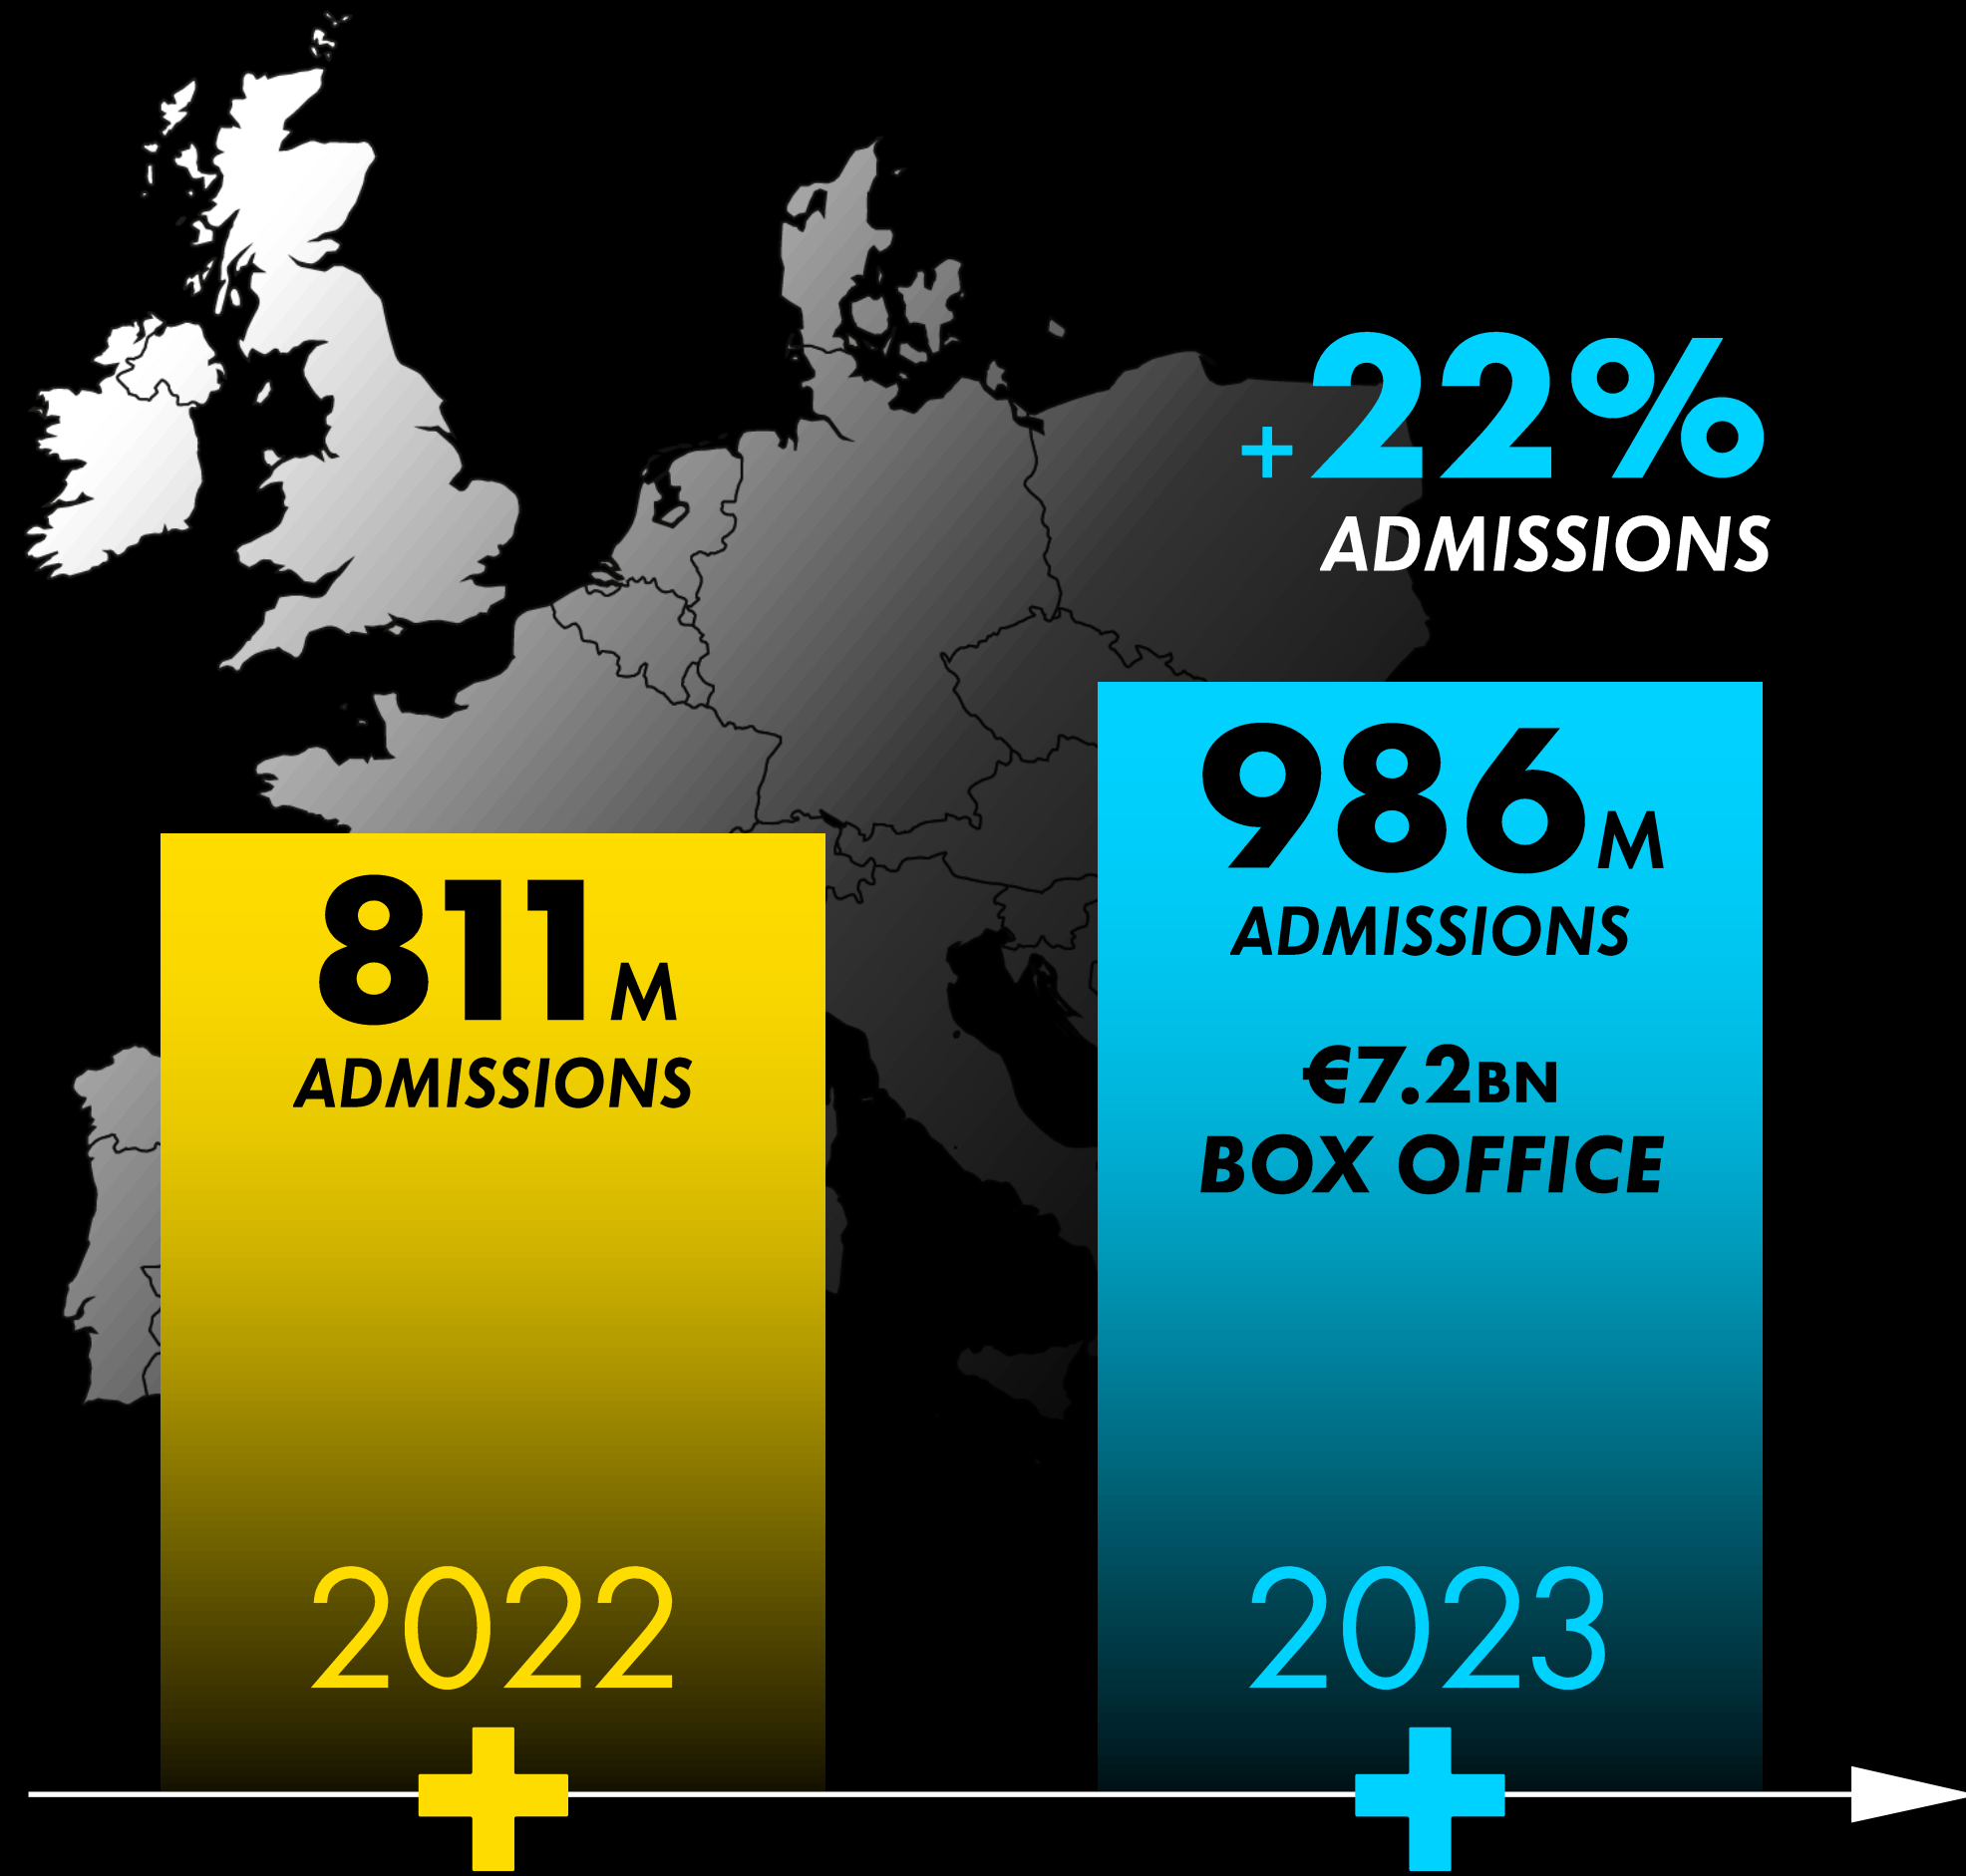 +22%
ADMISSIONS
986M
ADMISSIONS
€7.2BN
BOX OFFICE
811M
ADMISSIONS
2022
2023